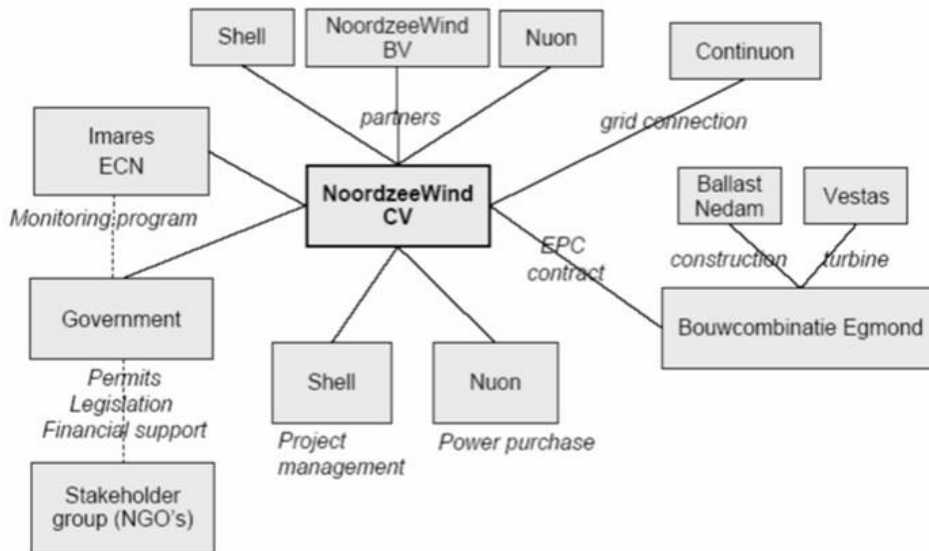 Shell
NoordzeeWind
BV
Nuon
Continuon
partners
grid connection
Imares
ECN
Monitoring program
NoordzeeWind
CV
Ballast
Nedam
Vestas
EPC
contract
construction
turbine
Government
Bouwcombinatie Egmond
Permits
Legislation
Financial support
Shell
Nuon
Project
management
Power purchase
Stakeholder
group (NGO's)